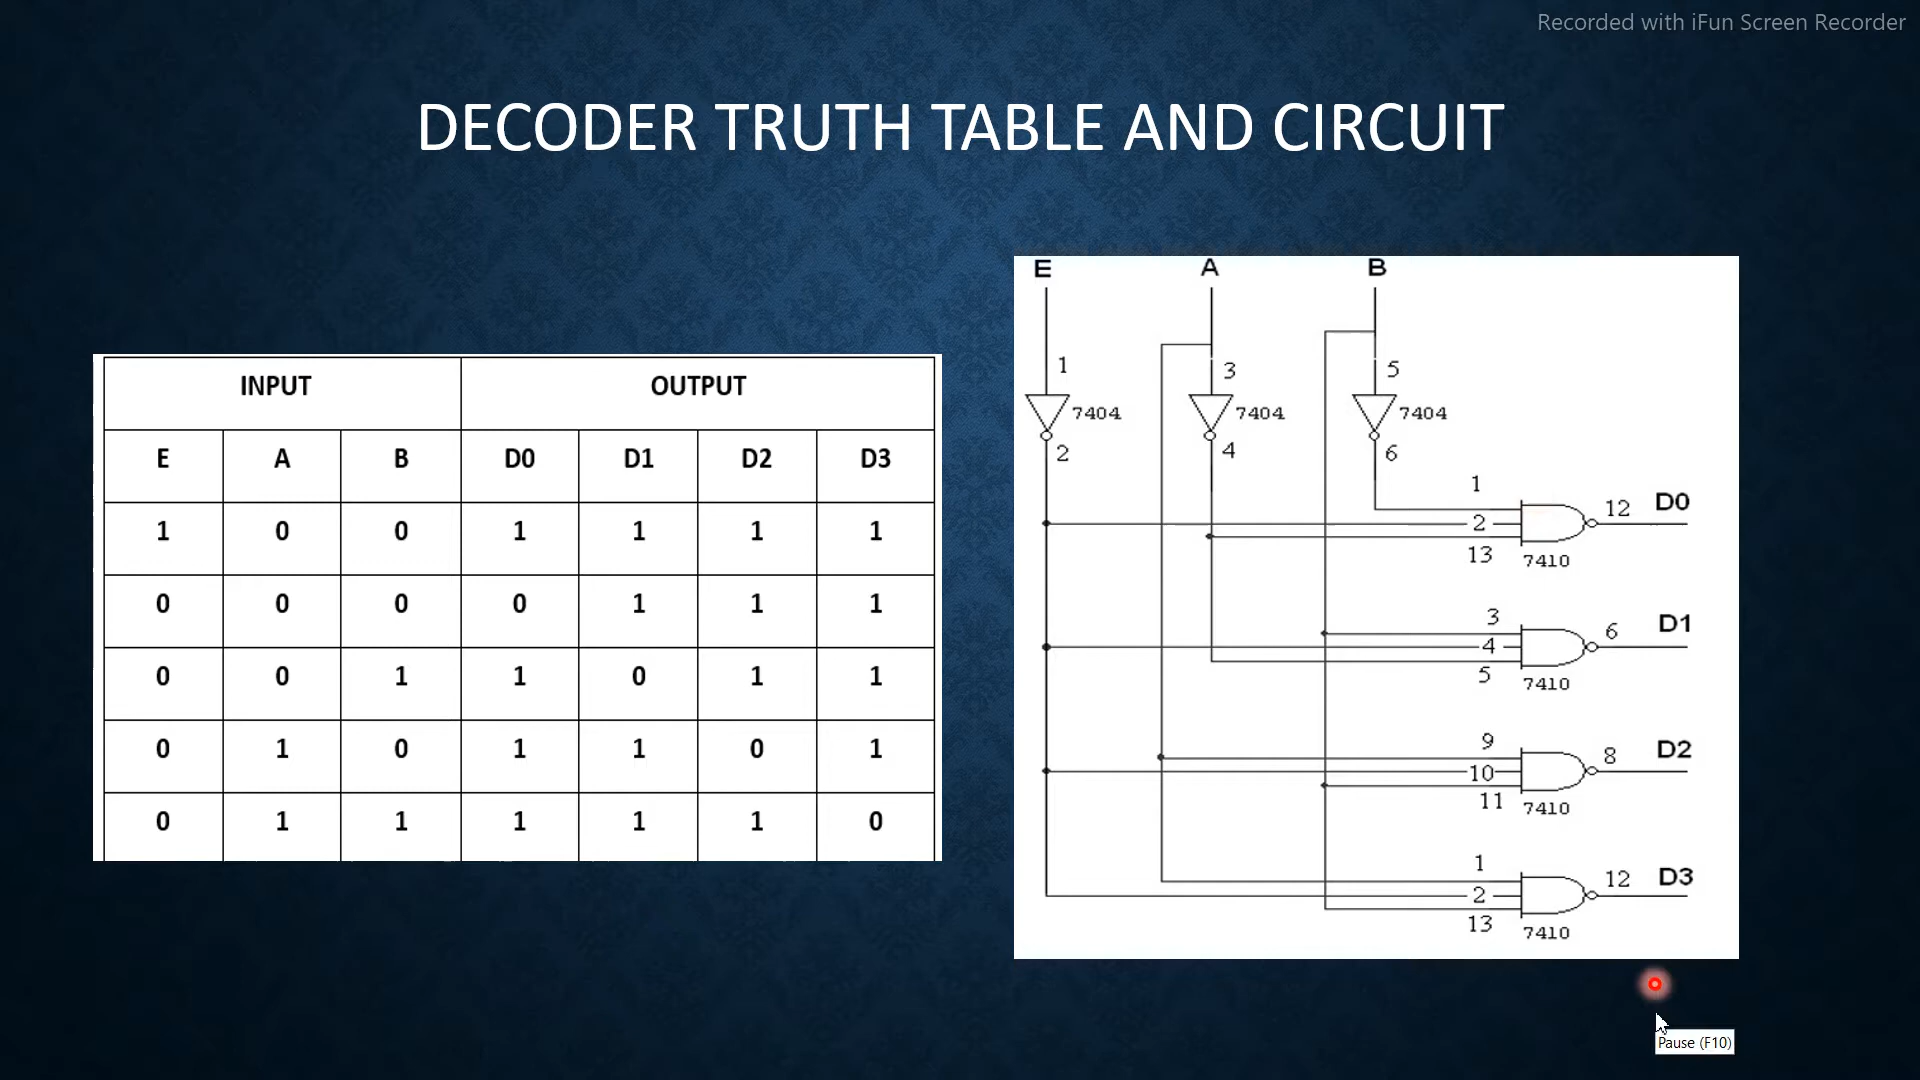 Recorded with iFun Screen Recorder
DECODER TRUTH TABLE AND CIRCUIT
INPUT OUTPUT
E A B D0 D1 D2 D3
1 0 0 1 1 1 1
0 0 0 0 1 1 1
0 0 1 1 0 1 1
0 1 0 1 1 0 1
0 1 1 1 1 1 0
E A B
1 3 5
7404 7404 7404
2 4 6
1
2 12 D0
13 7410
3
4 6 D1
5 7410
9
10 8 D2
11 7410
1
2 12 D3
13 7410
Pause (F10)